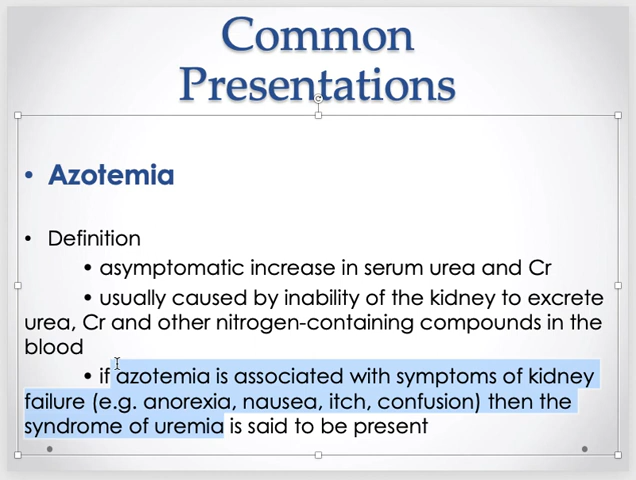 Common
Presentations
• Azotemia
• Definition
• asymptomatic increase in serum urea and Cr
• usually caused by inability of the kidney to excrete
urea, Cr and other nitrogen-containing compounds in the
blood
• if azotemia is associated with symptoms of kidney
failure (e.g. anorexia, nausea, itch, confusion) then the
syndrome of uremia is said to be present